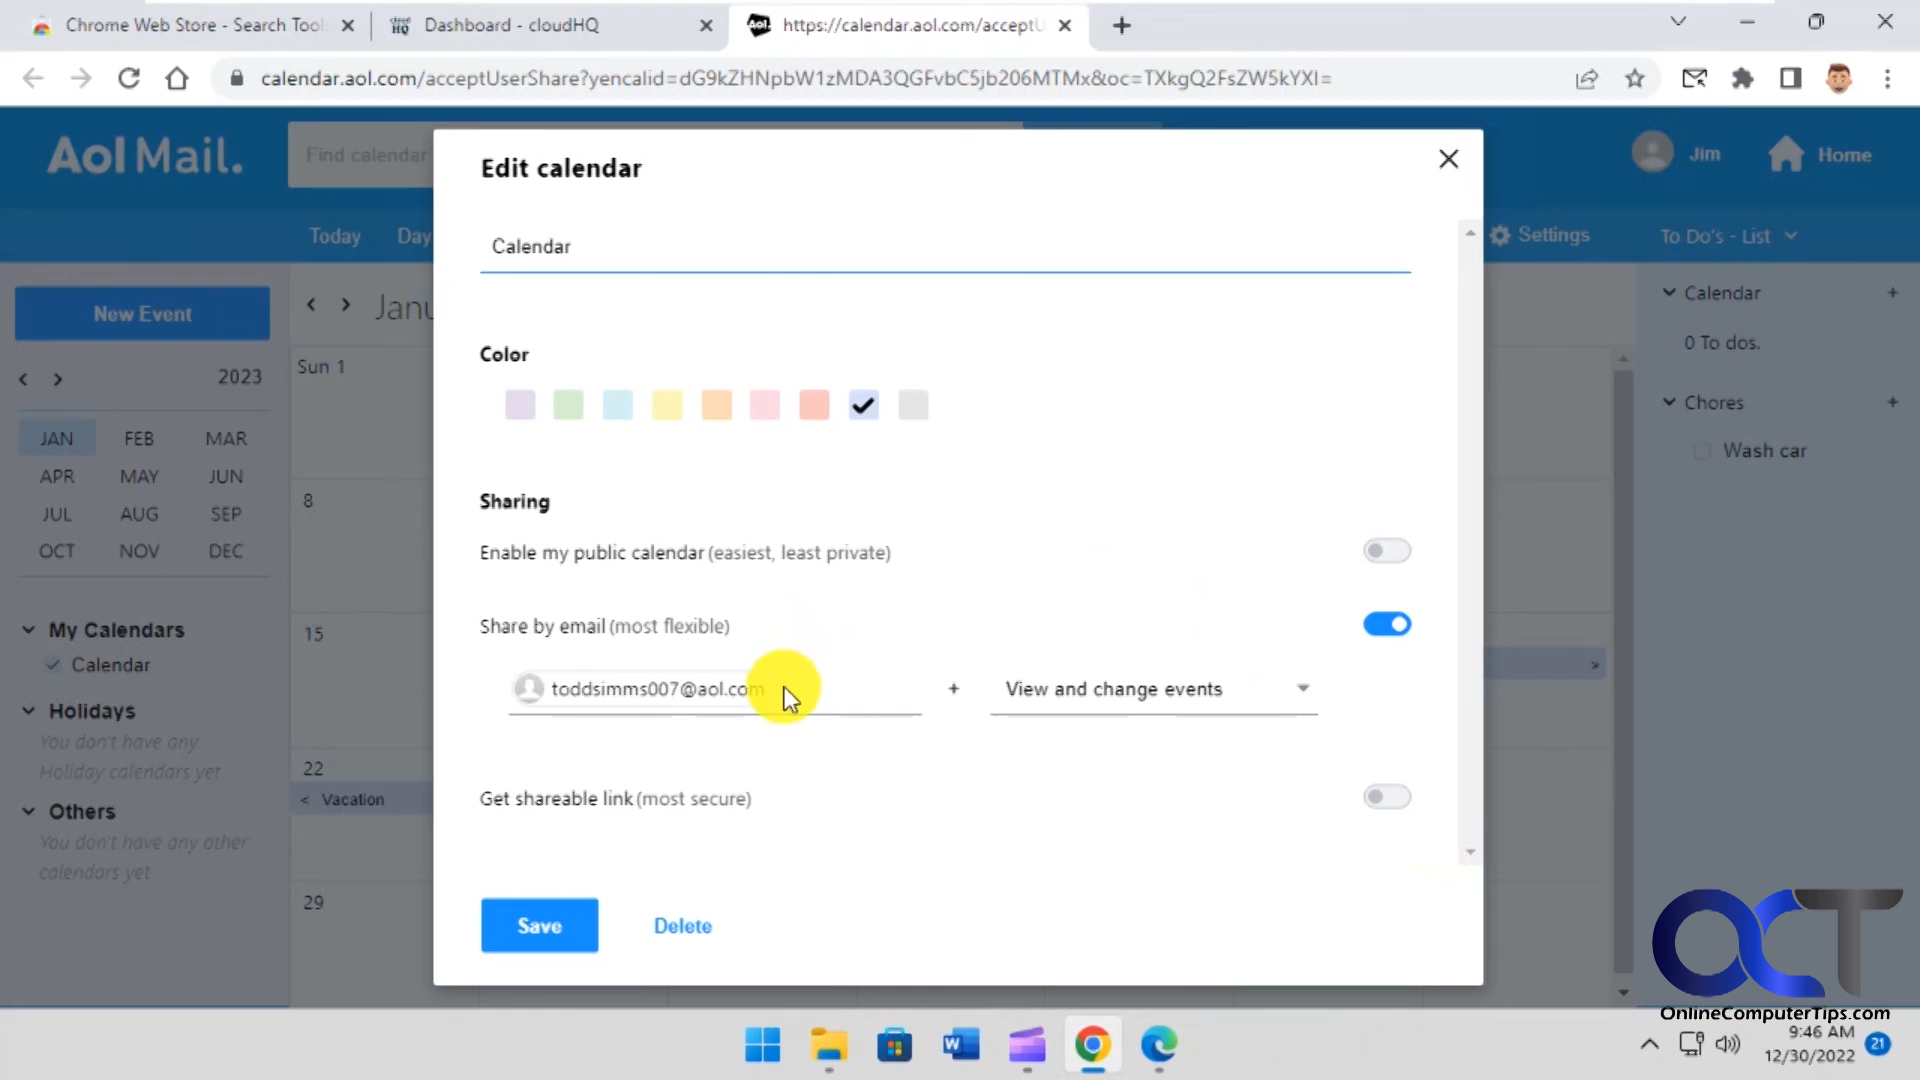 Chrome Web Store - Search Tools
Dashboard - cloudHQ
https://calendar.aol.com/acceptU
calendar.aol.com/acceptUserShare?yencalid=dG9kZHNpbW1zMDA3QGFvbC5jb206MTMx&oc=TXkgQ2FsZW5kYXI=
Aol Mail.
Find calendar
Jim
Home
Today
Day
Settings
To Do's - List
Edit calendar
Calendar
Color
Sharing
Enable my public calendar (easiest, least private)
Share by email (most flexible)
toddsimms007@aol.com
+
View and change events
Get shareable link (most secure)
Save
Delete
New Event
2023
JAN FEB MAR
APR MAY JUN
JUL AUG SEP
OCT NOV DEC
My Calendars
Calendar
Holidays
You don't have any
Holiday calendars yet
Others
You don't have any other
calendars yet
Janu
Sun 1
8
15
22
< Vacation
29
>
Calendar +
0 To dos.
Chores +
Wash car
OCT
OnlineComputerTips.com
9:46 AM
12/30/2022
21